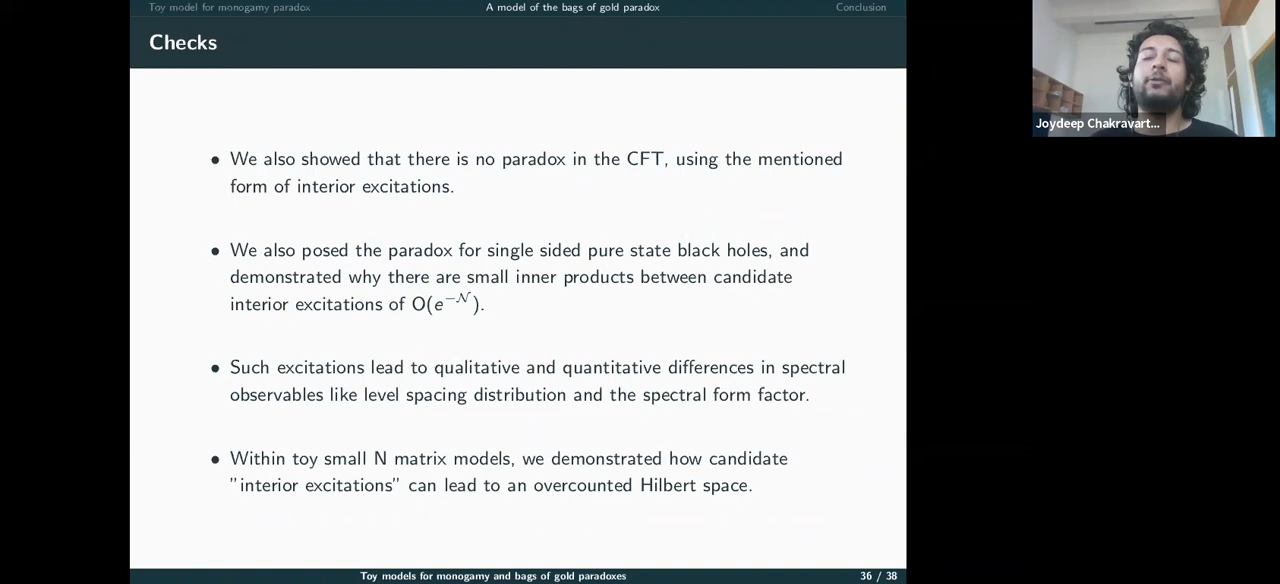 Toy model for monogamy paradox A model of the bags of gold paradox Conclusion
Checks
• We also showed that there is no paradox in the CFT, using the mentioned
form of interior excitations.
• We also posed the paradox for single sided pure state black holes, and
demonstrated why there are small inner products between candidate
interior excitations of O(e^{-𝒩}).
• Such excitations lead to qualitative and quantitative differences in spectral
observables like level spacing distribution and the spectral form factor.
• Within toy small N matrix models, we demonstrated how candidate
”interior excitations” can lead to an overcounted Hilbert space.
Toy models for monogamy and bags of gold paradoxes 36 / 38
Joydeep Chakravart...